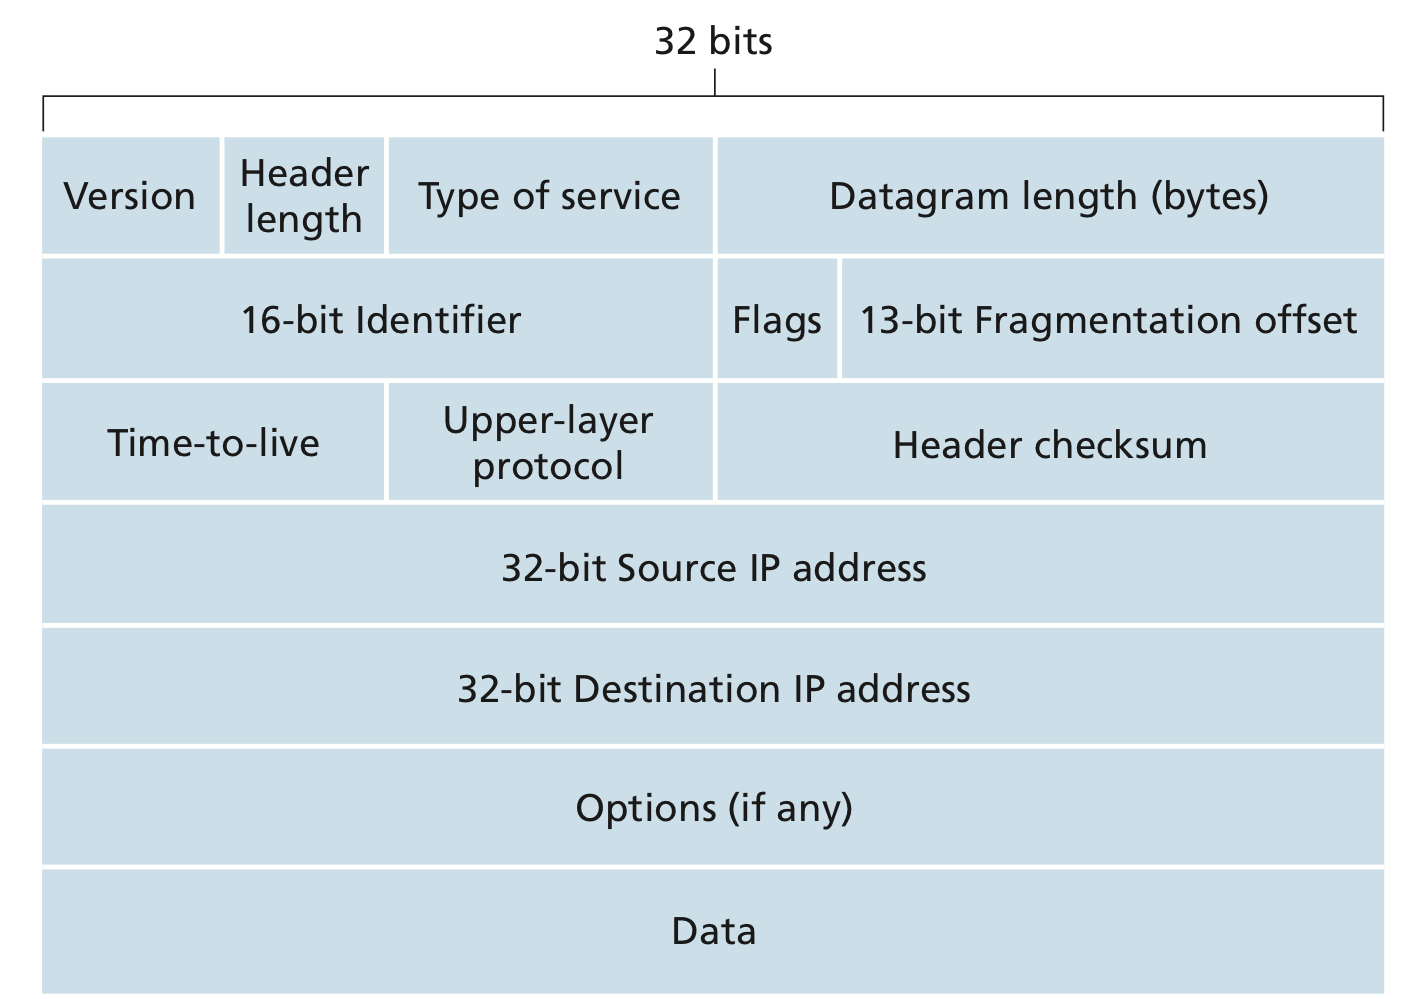 32 bits
Version
Header
length
Type of service
Datagram length (bytes)
16-bit Identifier
Flags
13-bit Fragmentation offset
Time-to-live
Upper-layer
protocol
Header checksum
32-bit Source IP address
32-bit Destination IP address
Options (if any)
Data